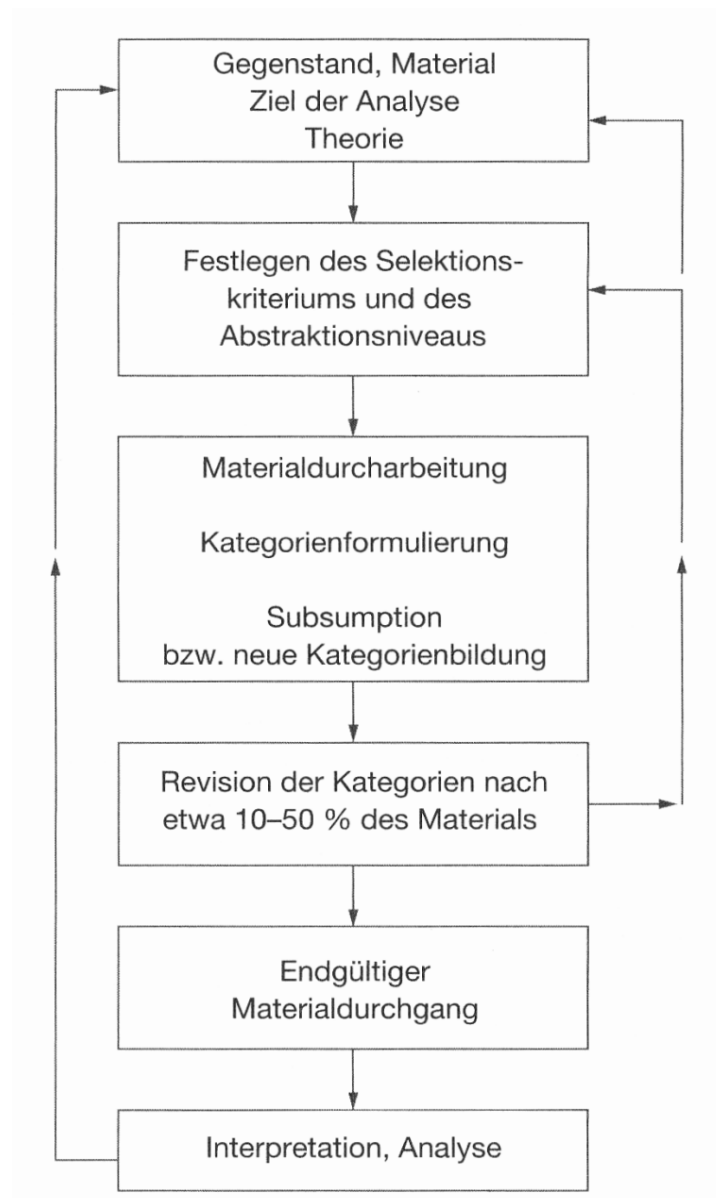 Gegenstand, Material
Ziel der Analyse
Theorie
Festlegen des Selektions-
kriteriums und des
Abstraktionsniveaus
Materialdurcharbeitung
Kategorienformulierung
Subsumption
bzw. neue Kategorienbildung
Revision der Kategorien nach
etwa 10–50 % des Materials
Endgültiger
Materialdurchgang
Interpretation, Analyse